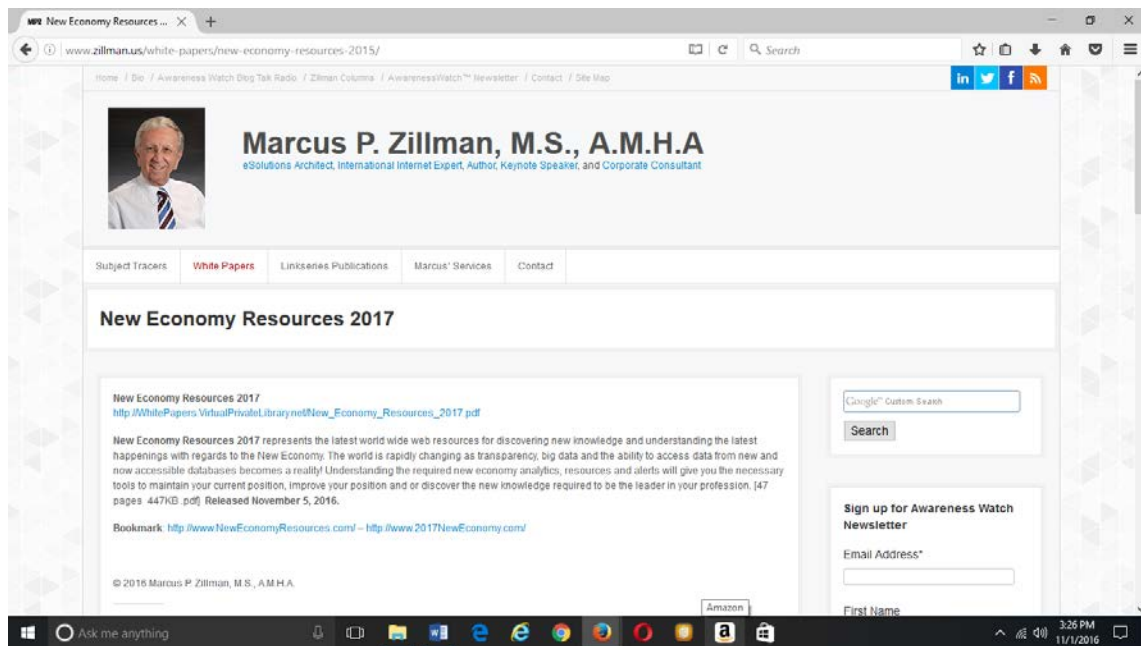 MPZ New Economy Resources ...
www.zillman.us/white-papers/new-economy-resources-2015/
Search
Home / Bio / Awareness Watch Blog Talk Radio / Zillman Columns / AwarenessWatch™ Newsletter / Contact / Site Map
in f
Marcus P. Zillman, M.S., A.M.H.A
eSolutions Architect, International Internet Expert, Author, Keynote Speaker, and Corporate Consultant
Subject Tracers White Papers Linkseries Publications Marcus' Services Contact
New Economy Resources 2017
New Economy Resources 2017
http://WhitePapers.VirtualPrivateLibrary.net/New_Economy_Resources_2017.pdf
New Economy Resources 2017 represents the latest world wide web resources for discovering new knowledge and understanding the latest
happenings with regards to the New Economy. The world is rapidly changing as transparency, big data and the ability to access data from new and
now accessible databases becomes a reality! Understanding the required new economy analytics, resources and alerts will give you the necessary
tools to maintain your current position, improve your position and or discover the new knowledge required to be the leader in your profession. [47
pages 447KB .pdf] Released November 5, 2016.
Bookmark: http://www.NewEconomyResources.com/ – http://www.2017NewEconomy.com/
© 2016 Marcus P. Zillman, M.S., A.M.H.A.
Google™ Custom Search
Search
Sign up for Awareness Watch
Newsletter
Email Address*
First Name
Amazon
Ask me anything
3:26 PM
11/1/2016